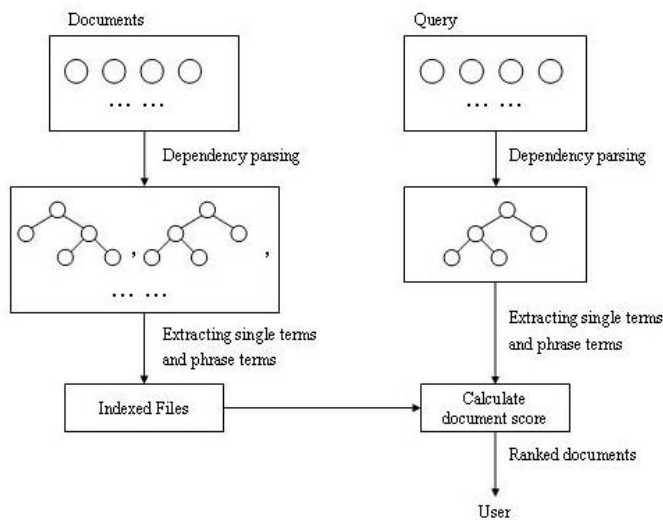 Documents
Query
... ...
... ...
Dependency parsing
Dependency parsing
, ,
... ...
Extracting single terms
and phrase terms
Extracting single terms
and phrase terms
Indexed Files
Calculate
document score
Ranked documents
User